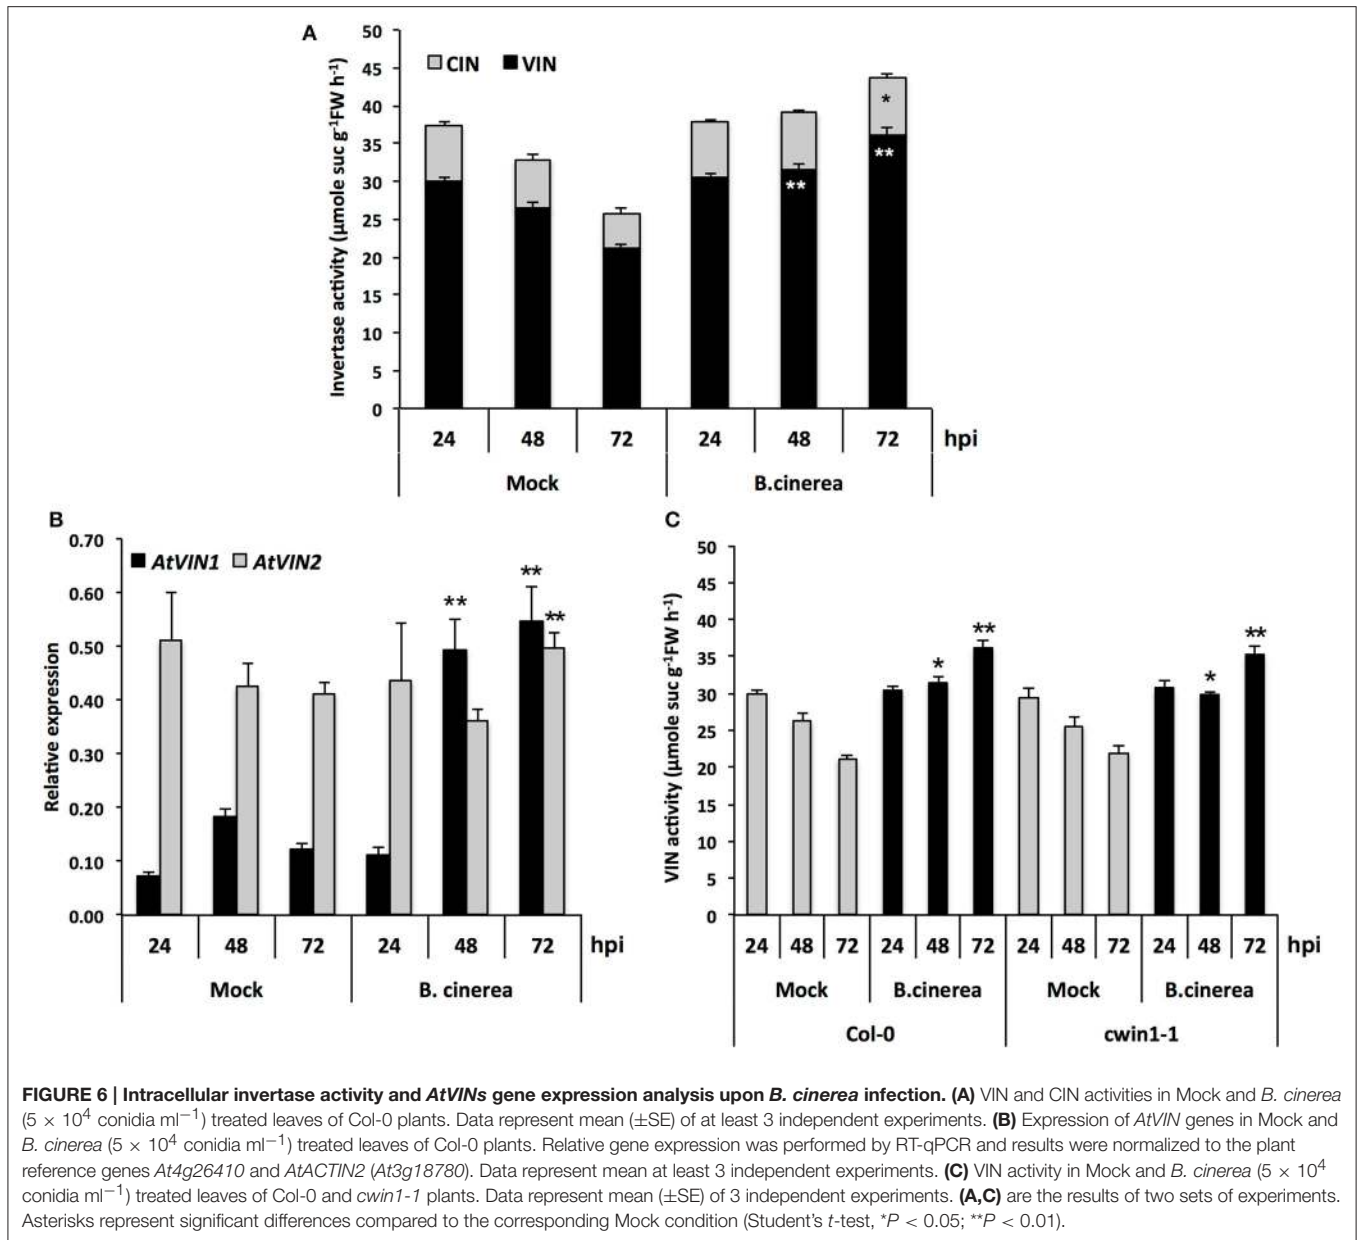 A
Invertase activity (µmole suc g-1FW h-1)
50
45
40
35
30
25
20
15
10
5
0
CIN VIN
*
**
**
24 48 72 24 48 72 hpi
Mock B.cinerea
B
Relative expression
0.70
0.60
0.50
0.40
0.30
0.20
0.10
0.00
AtVIN1 AtVIN2
**
**
**
24 48 72 24 48 72 hpi
Mock B. cinerea
C
VIN activity (µmole suc g-1FW h-1)
50
45
40
35
30
25
20
15
10
5
0
*
**
*
**
24 48 72 24 48 72 24 48 72 24 48 72
Mock B.cinerea Mock B.cinerea
Col-0 cwin1-1
FIGURE 6 | Intracellular invertase activity and AtVINs gene expression analysis upon B. cinerea infection. (A) VIN and CIN activities in Mock and B. cinerea
(5 × 10⁴ conidia ml⁻¹) treated leaves of Col-0 plants. Data represent mean (±SE) of at least 3 independent experiments. (B) Expression of AtVIN genes in Mock and
B. cinerea (5 × 10⁴ conidia ml⁻¹) treated leaves of Col-0 plants. Relative gene expression was performed by RT-qPCR and results were normalized to the plant
reference genes At4g26410 and AtACTIN2 (At3g18780). Data represent mean at least 3 independent experiments. (C) VIN activity in Mock and B. cinerea (5 × 10⁴
conidia ml⁻¹) treated leaves of Col-0 and cwin1-1 plants. Data represent mean (±SE) of 3 independent experiments. (A,C) are the results of two sets of experiments.
Asterisks represent significant differences compared to the corresponding Mock condition (Student's t-test, *P < 0.05; **P < 0.01).